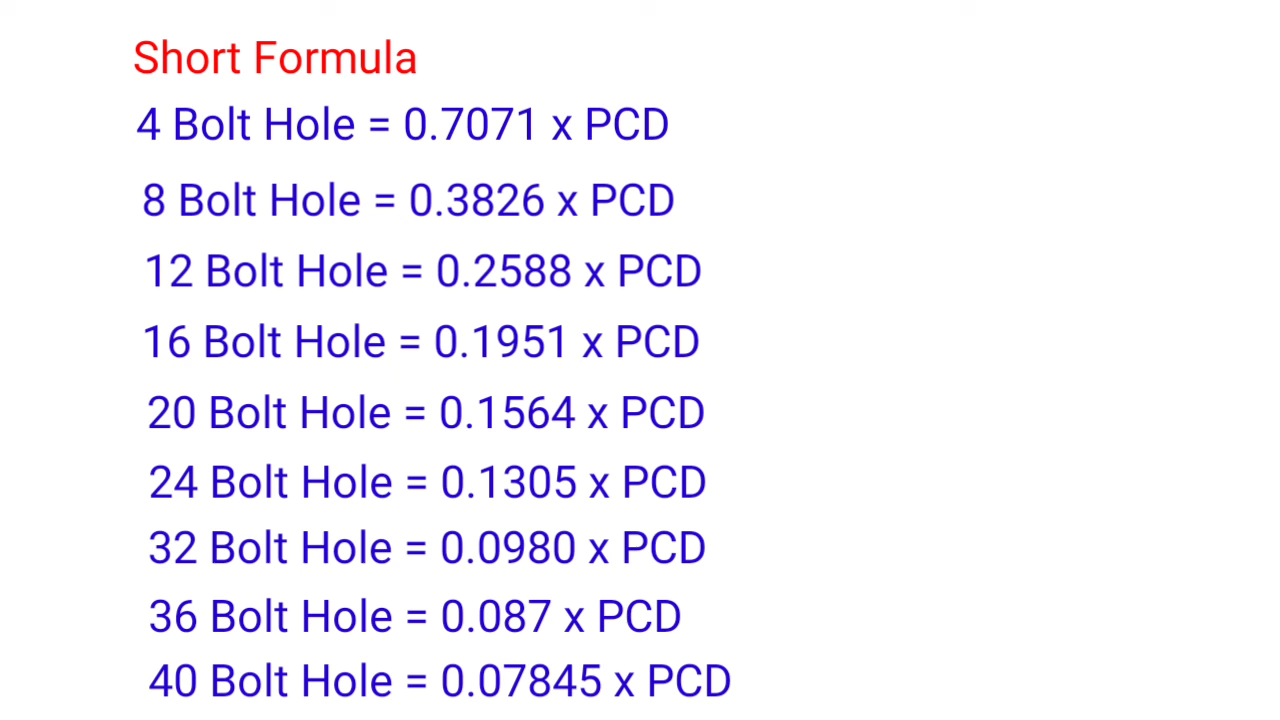 Short Formula
4 Bolt Hole = 0.7071 x PCD
8 Bolt Hole = 0.3826 x PCD
12 Bolt Hole = 0.2588 x PCD
16 Bolt Hole = 0.1951 x PCD
20 Bolt Hole = 0.1564 x PCD
24 Bolt Hole = 0.1305 x PCD
32 Bolt Hole = 0.0980 x PCD
36 Bolt Hole = 0.087 x PCD
40 Bolt Hole = 0.07845 x PCD